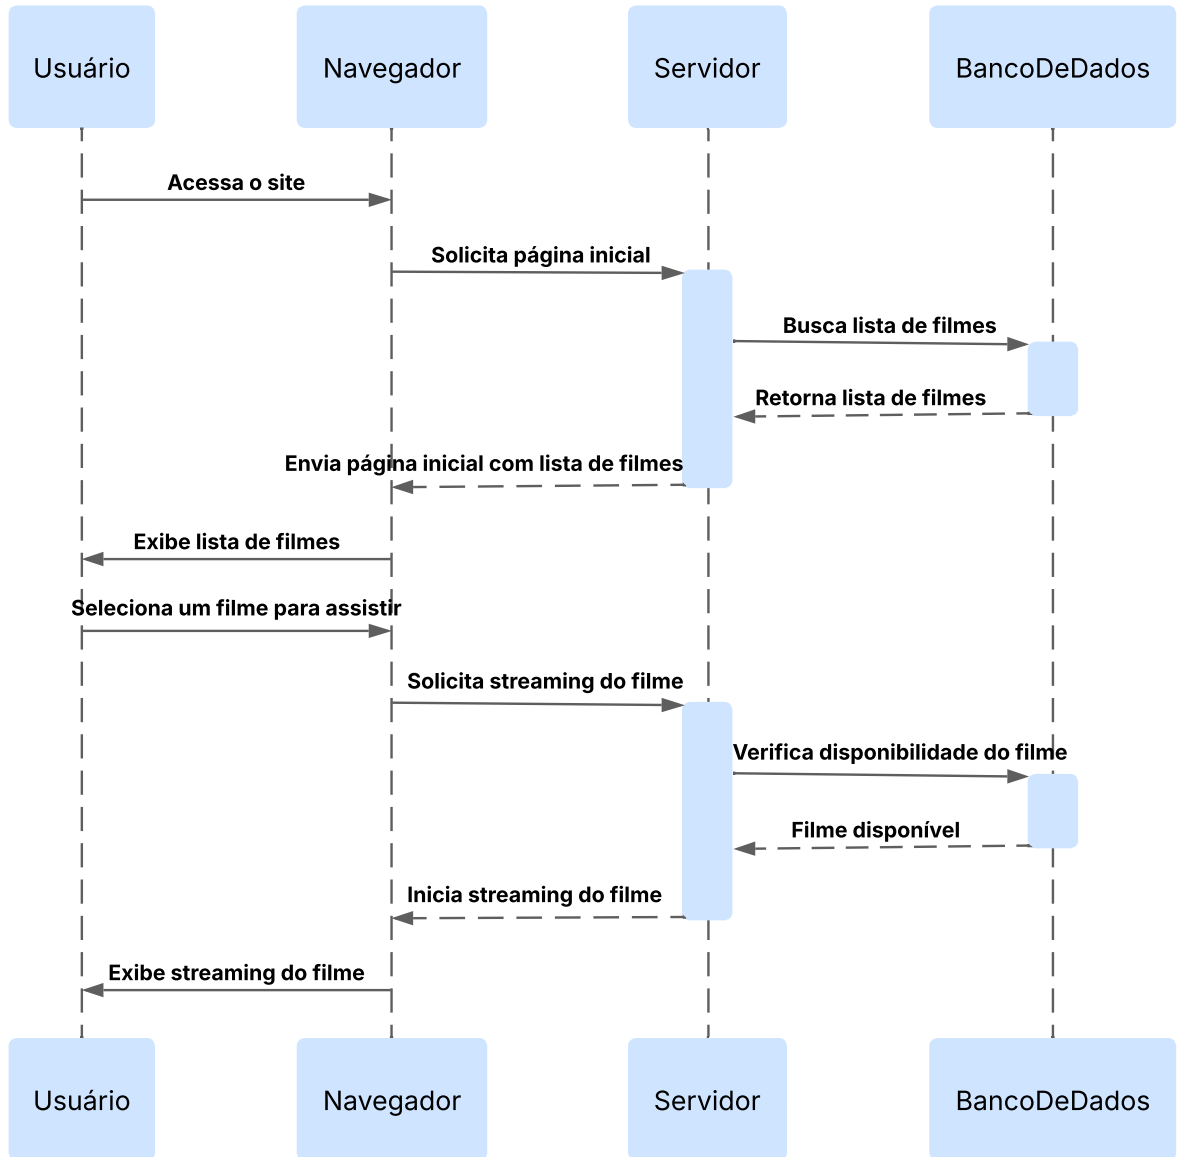 Usuário
Navegador
Servidor
BancoDeDados
Acessa o site
Solicita página inicial
Busca lista de filmes
Retorna lista de filmes
Envia página inicial com lista de filmes
Exibe lista de filmes
Seleciona um filme para assistir
Solicita streaming do filme
Verifica disponibilidade do filme
Filme disponível
Inicia streaming do filme
Exibe streaming do filme
Usuário
Navegador
Servidor
BancoDeDados